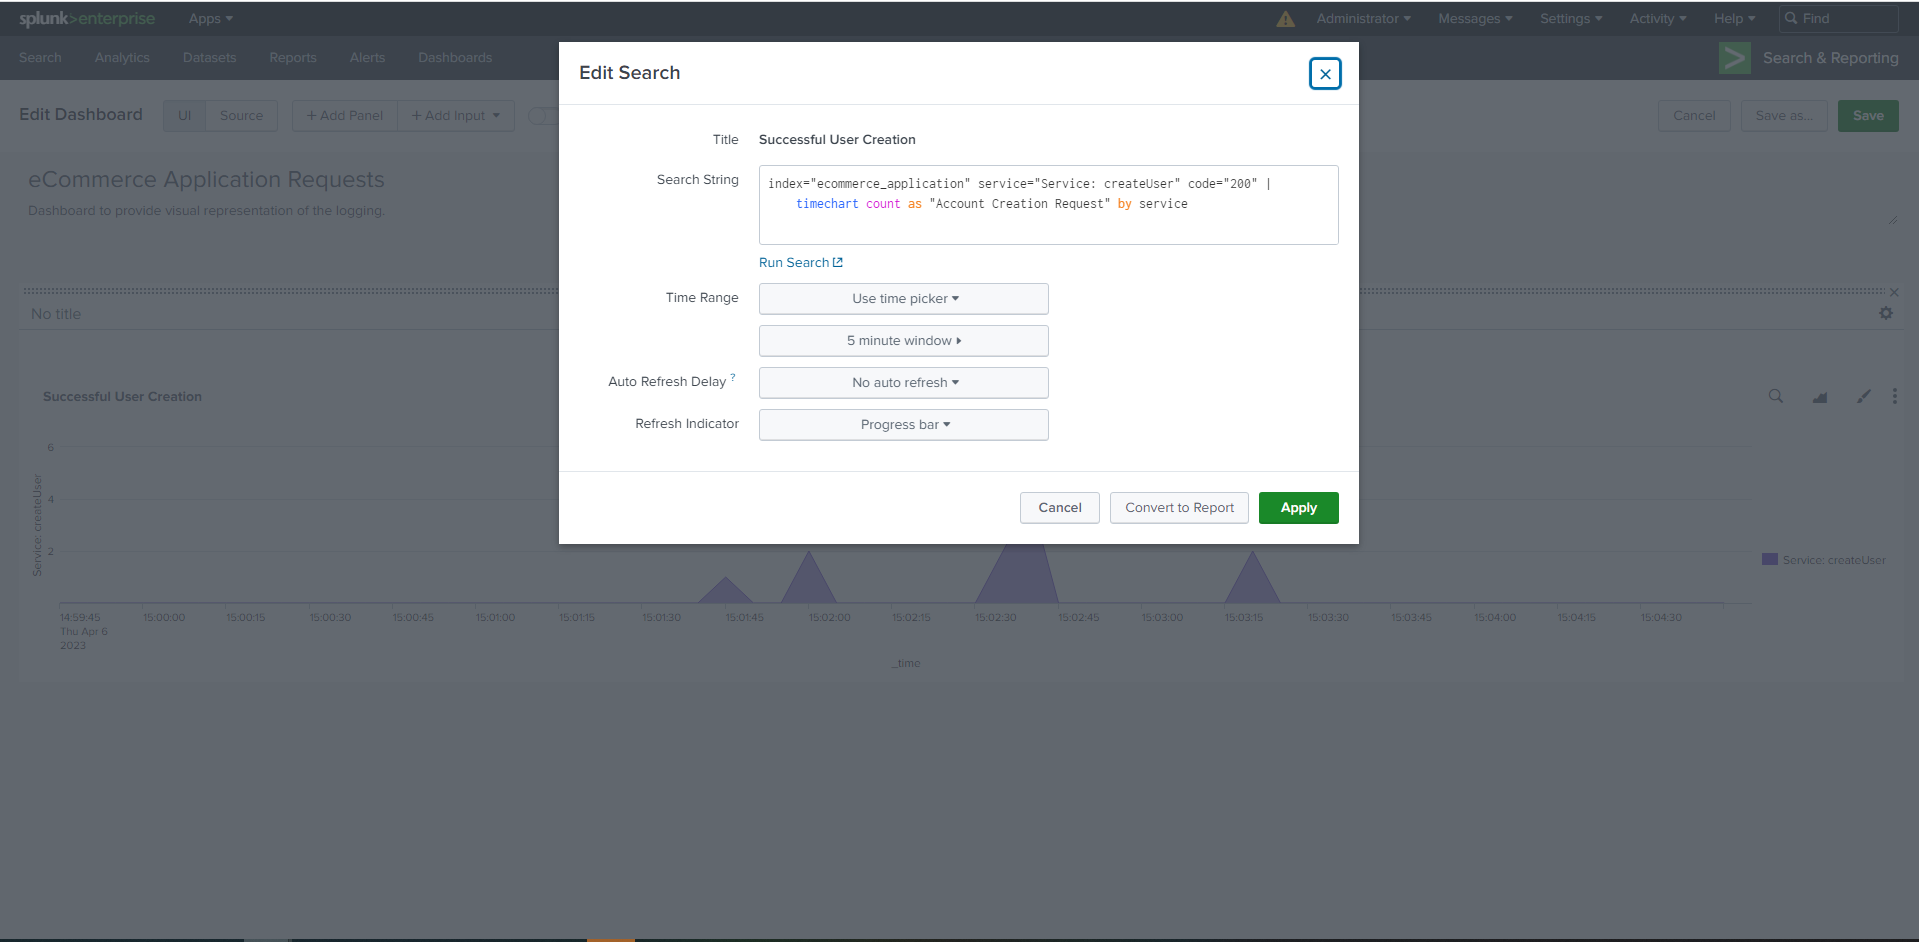 splunk>enterprise Apps Administrator Messages Settings Activity Help Find
Search Analytics Datasets Reports Alerts Dashboards Search & Reporting
Edit Dashboard UI Source + Add Panel + Add Input Cancel Save as... Save
eCommerce Application Requests
Dashboard to provide visual representation of the logging.
No title
Successful User Creation
Edit Search
Title Successful User Creation
Search String
index="ecommerce_application" service="Service: createUser" code="200" |
timechart count as "Account Creation Request" by service
Run Search
Time Range Use time picker
5 minute window
Auto Refresh Delay ? No auto refresh
Refresh Indicator Progress bar
Cancel Convert to Report Apply
6
4
2
Service: createUser
Service: createUser
14:59:45 15:00:00 15:00:15 15:00:30 15:00:45 15:01:00 15:01:15 15:01:30 15:01:45 15:02:00 15:02:15 15:02:30 15:02:45 15:03:00 15:03:15 15:03:30 15:03:45 15:04:00 15:04:15 15:04:30
Thu Apr 6
2023
_time